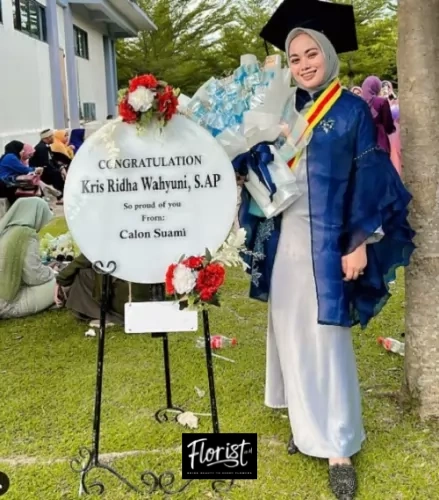 CONGRATULATION
Kris Ridha Wahyuni, S.AP
So proud of you
From:
Calon Suami
Florist